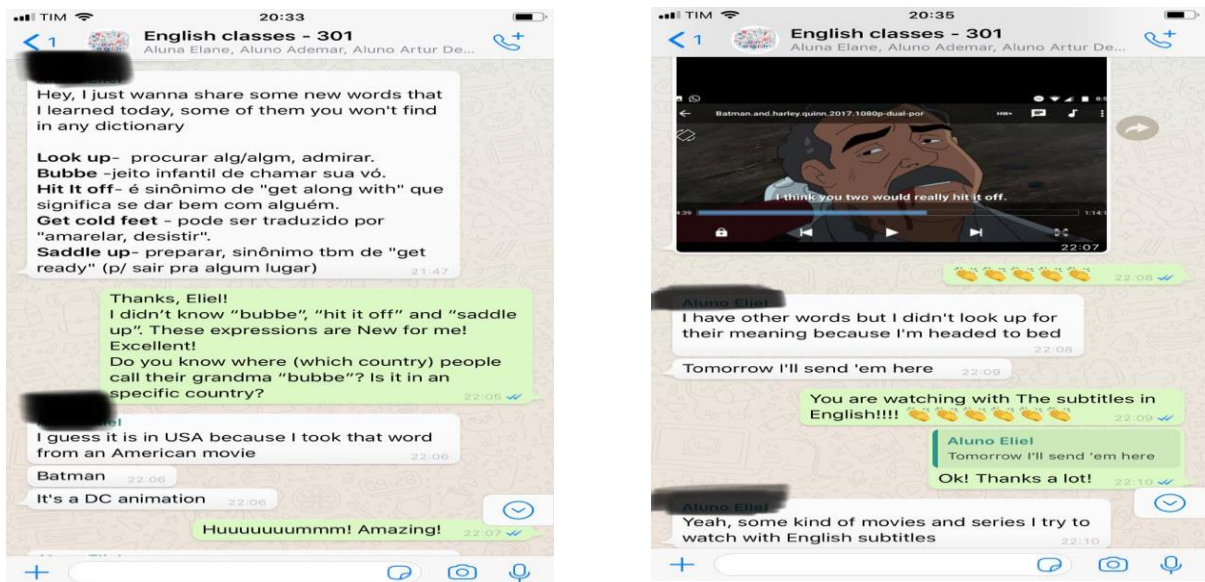 TIM
20:33
1
English classes - 301
Aluna Elane, Aluno Ademar, Aluno Artur De...
Hey, I just wanna share some new words that
I learned today, some of them you won't find
in any dictionary
Look up- procurar alg/algm, admirar.
Bubbe -jeito infantil de chamar sua vó.
Hit It off- é sinônimo de "get along with" que
significa se dar bem com alguém.
Get cold feet - pode ser traduzido por
"amarelar, desistir".
Saddle up- preparar, sinônimo tbm de "get
ready" (p/ sair pra algum lugar)
21:47
Thanks, Eliel!
I didn't know "bubbe", "hit it off" and "saddle
up". These expressions are New for me!
Excellent!
Do you know where (which country) people
call their grandma "bubbe"? Is it in an
specific country?
22:05
I guess it is in USA because I took that word
from an American movie
22:06
Batman 22:06
It's a DC animation 22:06
Huuuuuuummm! Amazing! 22:07
TIM
20:35
1
English classes - 301
Aluna Elane, Aluno Ademar, Aluno Artur De...
Batman.and.harley.quinn.2017.1080p-dual-por
I think you two would really hit it off.
22:07
22:08
Aluno Eliel
I have other words but I didn't look up for
their meaning because I'm headed to bed
22:08
Tomorrow I'll send 'em here 22:09
You are watching with The subtitles in
English!!!! 22:09
Aluno Eliel
Tomorrow I'll send 'em here
Ok! Thanks a lot! 22:10
Aluno Eliel
Yeah, some kind of movies and series I try to
watch with English subtitles
22:10